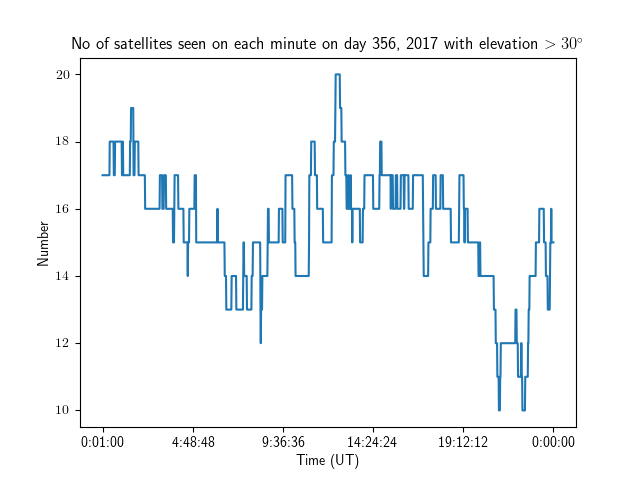 No of satellites seen on each minute on day 356, 2017 with elevation > 30°
20
18
16
14
12
10
Number
0:01:00 4:48:48 9:36:36 14:24:24 19:12:12 0:00:00
Time (UT)